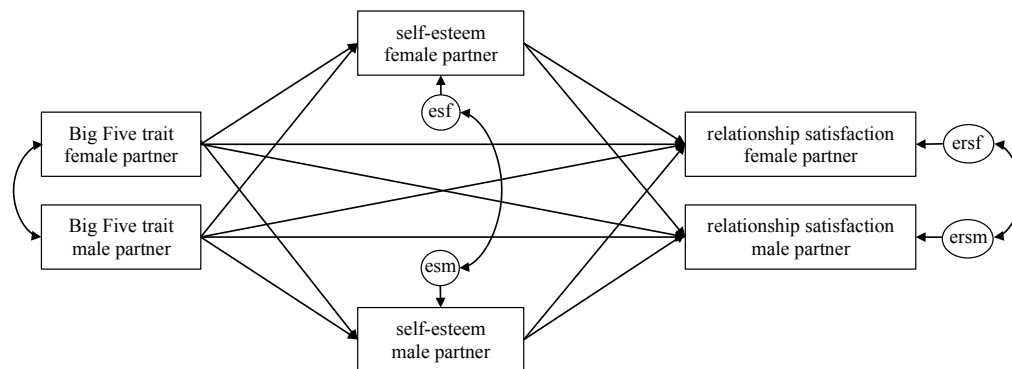 self-esteem
female partner
esf
Big Five trait
female partner
relationship satisfaction
female partner
ersf
Big Five trait
male partner
relationship satisfaction
male partner
ersm
esm
self-esteem
male partner